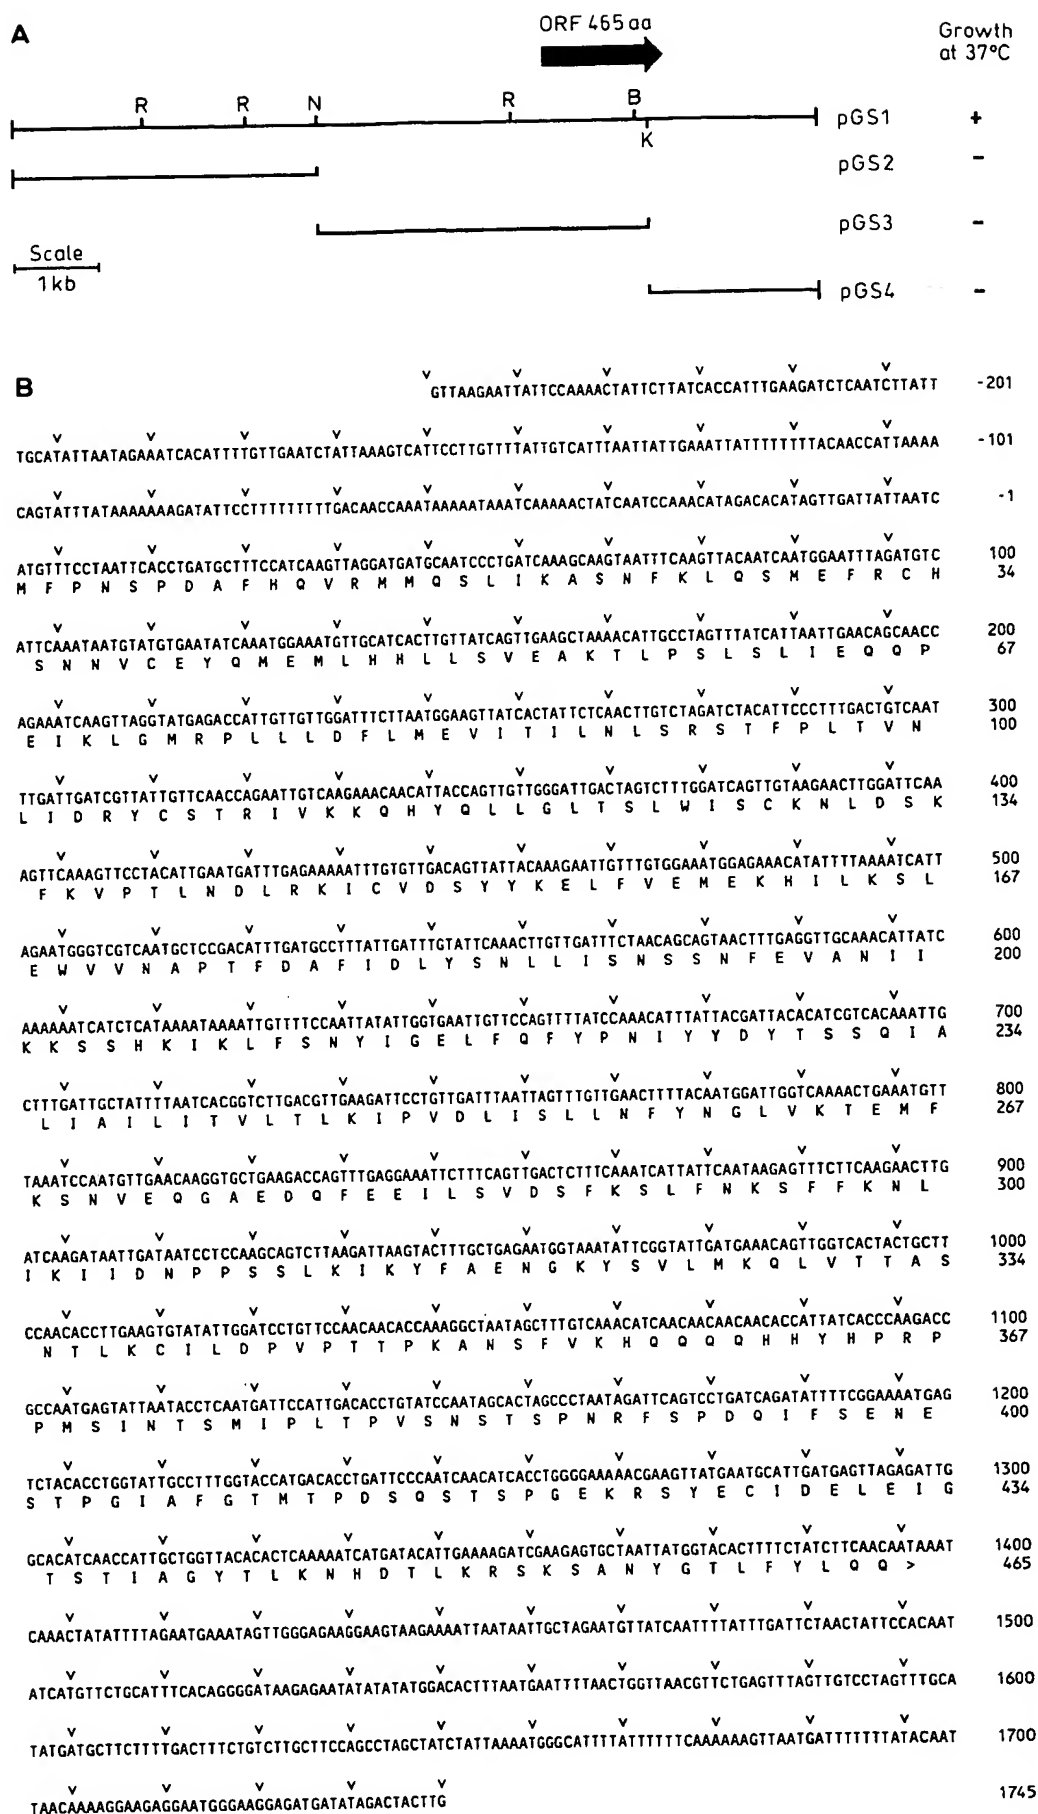 A
ORF 465 aa
Growth
at 37°C
R R N R B
K
pGS1 +
pGS2 -
pGS3 -
pGS4 -
Scale
1kb
B
GTTAAGAATTATTCCAAAACTATTCTTATCACCATTTGAAGATCTCAATCTTATT -201
TGCATATTAATAGAAATCACATTTTGTTGAATCTATTAAAGTCATTCCTTGTTTTATTGTCATTTAATTATTGAAATTATTTTTTTTACAACCATTAAAA -101
CAGTATTTATAAAAAAAGATATTCCTTTTTTTTTGACAACCAAATAAAAATAAATCAAAAACTATCAATCCAAACATAGACACATAGTTGATTATTAATC -1
ATGTTTCCTAATTCACCTGATGCTTTCCATCAAGTTAGGATGATGCAATCCCTGATCAAAGCAAGTAATTTCAAGTTACAATCAATGGAATTTAGATGTC 100
M F P N S P D A F H Q V R M M Q S L I K A S N F K L Q S M E F R C H 34
ATTCAAATAATGTATGTGAATATCAAATGGAAATGTTGCATCACTTGTTATCAGTTGAAGCTAAAACATTGCCTAGTTTATCATTAATTGAACAGCAACC 200
S N N V C E Y Q M E M L H H L L S V E A K T L P S L S L I E Q Q P 67
AGAAATCAAGTTAGGTATGAGACCATTGTTGTTGGATTTCTTAATGGAAGTTATCACTATTCTCAACTTGTCTAGATCTACATTCCCTTTGACTGTCAAT 300
E I K L G M R P L L L D F L M E V I T I L N L S R S T F P L T V N 100
TTGATTGATCGTTATTGTTCAACCAGAATTGTCAAGAAACAACATTACCAGTTGTTGGGATTGACTAGTCTTTGGATCAGTTGTAAGAACTTGGATTCAA 400
L I D R Y C S T R I V K K Q H Y Q L L G L T S L W I S C K N L D S K 134
AGTTCAAAGTTCCTACATTGAATGATTTGAGAAAAATTTGTGTTGACAGTTATTACAAAGAATTGTTTGTGGAAATGGAGAAACATATTTTAAAATCATT 500
F K V P T L N D L R K I C V D S Y Y K E L F V E M E K H I L K S L 167
AGAATGGGTCGTCAATGCTCCGACATTTGATGCCTTTATTGATTTGTATTCAAACTTGTTGATTTCTAACAGCAGTAACTTTGAGGTTGCAAACATTATC 600
E W V V N A P T F D A F I D L Y S N L L I S N S S N F E V A N I I 200
AAAAAATCATCTCATAAAATAAAATTGTTTTCCAATTATATTGGTGAATTGTTCCAGTTTTATCCAAACATTTATTACGATTACACATCGTCACAAATTG 700
K K S S H K I K L F S N Y I G E L F Q F Y P N I Y Y D Y T S S Q I A 234
CTTTGATTGCTATTTTAATCACGGTCTTGACGTTGAAGATTCCTGTTGATTTAATTAGTTTGTTGAACTTTTACAATGGATTGGTCAAAACTGAAATGTT 800
L I A I L I T V L T L K I P V D L I S L L N F Y N G L V K T E M F 267
TAAATCCAATGTTGAACAAGGTGCTGAAGACCAGTTTGAGGAAATTCTTTCAGTTGACTCTTTCAAATCATTATTCAATAAGAGTTTCTTCAAGAACTTG 900
K S N V E Q G A E D Q F E E I L S V D S F K S L F N K S F F K N L 300
ATCAAGATAATTGATAATCCTCCAAGCAGTCTTAAGATTAAGTACTTTGCTGAGAATGGTAAATATTCGGTATTGATGAAACAGTTGGTCACTACTGCTT 1000
I K I I D N P P S S L K I K Y F A E N G K Y S V L M K Q L V T T A S 334
CCAACACCTTGAAGTGTATATTGGATCCTGTTCCAACAACACCAAAGGCTAATAGCTTTGTCAAACATCAACAACAACAACACCATTATCACCCAAGACC 1100
N T L K C I L D P V P T T P K A N S F V K H Q Q Q Q H H Y H P R P 367
GCCAATGAGTATTAATACCTCAATGATTCCATTGACACCTGTATCCAATAGCACTAGCCCTAATAGATTCAGTCCTGATCAGATATTTTCGGAAAATGAG 1200
P M S I N T S M I P L T P V S N S T S P N R F S P D Q I F S E N E 400
TCTACACCTGGTATTGCCTTTGGTACCATGACACCTGATTCCCAATCAACATCACCTGGGGAAAAACGAAGTTATGAATGCATTGATGAGTTAGAGATTG 1300
S T P G I A F G T M T P D S Q S T S P G E K R S Y E C I D E L E I G 434
GCACATCAACCATTGCTGGTTACACACTCAAAAATCATGATACATTGAAAAGATCGAAGAGTGCTAATTATGGTACACTTTTCTATCTTCAACAATAAAT 1400
T S T I A G Y T L K N H D T L K R S K S A N Y G T L F Y L Q Q > 465
CAAACTATATTTTAGAATGAAATAGTTGGGAGAAGGAAGTAAGAAAATTAATAATTGCTAGAATGTTATCAATTTTATTTGATTCTAACTATTCCACAAT 1500
ATCATGTTCTGCATTTCACAGGGGATAAGAGAATATATATATGGACACTTTAATGAATTTTAACTGGTTAACGTTCTGAGTTTAGTTGTCCTAGTTTGCA 1600
TATGATGCTTCTTTTGACTTTCTGTCTTGCTTCCAGCCTAGCTATCTATTAAAATGGGCATTTTATTTTTTTCAAAAAAGTTAATGATTTTTTTATACAAT 1700
TAACAAAAGGAAGAGGAATGGGAAGGAGATGATATAGACTACTTG 1745